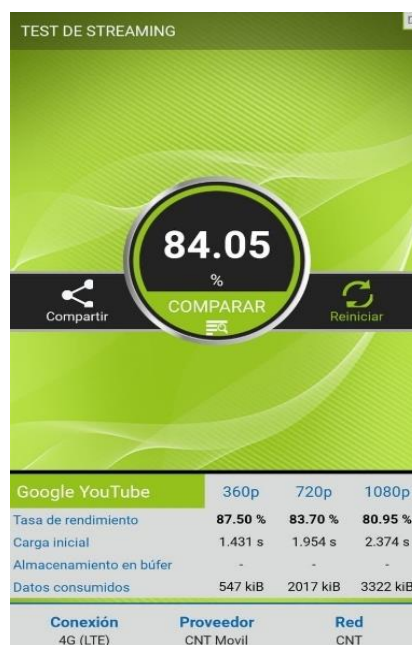 TEST DE STREAMING
84.05
%
COMPARAR
Compartir
Reiniciar
Google YouTube 360p 720p 1080p
Tasa de rendimiento 87.50 % 83.70 % 80.95 %
Carga inicial 1.431 s 1.954 s 2.374 s
Almacenamiento en búfer - - -
Datos consumidos 547 kiB 2017 kiB 3322 kiB
Conexión Proveedor Red
4G (LTE) CNT Movil CNT